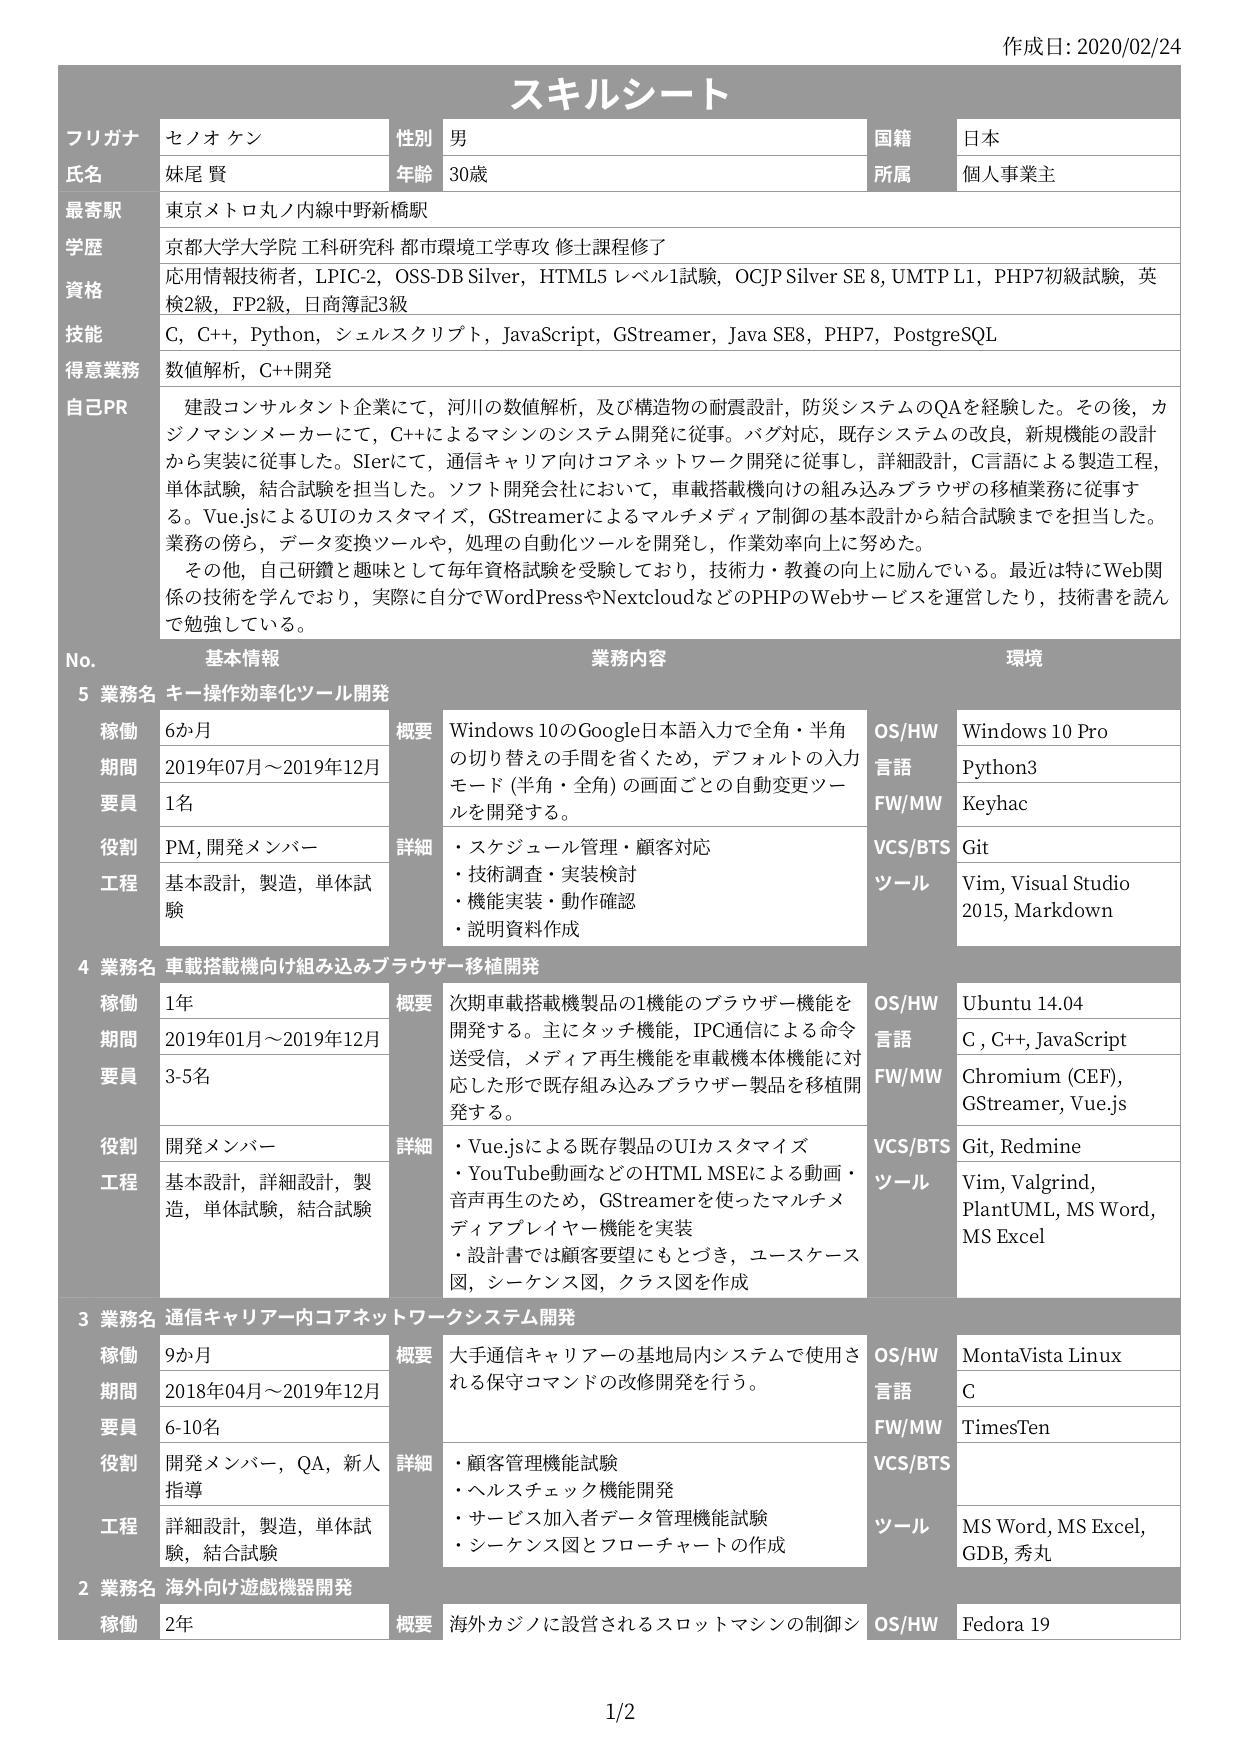 作成日: 2020/02/24
スキルシート
フリガナ セノオ ケン 性別 男 国籍 日本
氏名 妹尾 賢 年齢 30歳 所属 個人事業主
最寄駅 東京メトロ丸ノ内線中野新橋駅
学歴 京都大学大学院 工科研究科 都市環境工学専攻 修士課程修了
資格 応用情報技術者，LPIC-2，OSS-DB Silver，HTML5 レベル1試験，OCJP Silver SE 8, UMTP L1，PHP7初級試験，英
検2級，FP2級，日商簿記3級
技能 C，C++，Python，シェルスクリプト，JavaScript，GStreamer，Java SE8，PHP7，PostgreSQL
得意業務 数値解析，C++開発
自己PR 建設コンサルタント企業にて，河川の数値解析，及び構造物の耐震設計，防災システムのQAを経験した。その後，カ
ジノマシンメーカーにて，C++によるマシンのシステム開発に従事。バグ対応，既存システムの改良，新規機能の設計
から実装に従事した。SIerにて，通信キャリア向けコアネットワーク開発に従事し，詳細設計，C言語による製造工程，
単体試験，結合試験を担当した。ソフト開発会社において，車載搭載機向けの組み込みブラウザの移植業務に従事す
る。Vue.jsによるUIのカスタマイズ，GStreamerによるマルチメディア制御の基本設計から結合試験までを担当した。
業務の傍ら，データ変換ツールや，処理の自動化ツールを開発し，作業効率向上に努めた。
その他，自己研鑽と趣味として毎年資格試験を受験しており，技術力・教養の向上に励んでいる。最近は特にWeb関
係の技術を学んでおり，実際に自分でWordPressやNextcloudなどのPHPのWebサービスを運営したり，技術書を読ん
で勉強している。
No. 基本情報 業務内容 環境
5 業務名 キー操作効率化ツール開発
稼働 6か月
期間 2019年07月～2019年12月
要員 1名
概要 Windows 10のGoogle日本語入力で全角・半角
の切り替えの手間を省くため，デフォルトの入力
モード (半角・全角) の画面ごとの自動変更ツー
ルを開発する。
OS/HW Windows 10 Pro
言語 Python3
FW/MW Keyhac
役割 PM, 開発メンバー
工程 基本設計，製造，単体試
験
詳細 ・スケジュール管理・顧客対応
・技術調査・実装検討
・機能実装・動作確認
・説明資料作成
VCS/BTS Git
ツール Vim, Visual Studio
2015, Markdown
4 業務名 車載搭載機向け組み込みブラウザー移植開発
稼働 1年
期間 2019年01月～2019年12月
要員 3-5名
概要 次期車載搭載機製品の1機能のブラウザー機能を
開発する。主にタッチ機能，IPC通信による命令
送受信，メディア再生機能を車載機本体機能に対
応した形で既存組み込みブラウザー製品を移植開
発する。
OS/HW Ubuntu 14.04
言語 C , C++, JavaScript
FW/MW Chromium (CEF),
GStreamer, Vue.js
役割 開発メンバー
工程 基本設計，詳細設計，製
造，単体試験，結合試験
詳細 ・Vue.jsによる既存製品のUIカスタマイズ
・YouTube動画などのHTML MSEによる動画・
音声再生のため，GStreamerを使ったマルチメ
ディアプレイヤー機能を実装
・設計書では顧客要望にもとづき，ユースケース
図，シーケンス図，クラス図を作成
VCS/BTS Git, Redmine
ツール Vim, Valgrind,
PlantUML, MS Word,
MS Excel
3 業務名 通信キャリアー内コアネットワークシステム開発
稼働 9か月
期間 2018年04月～2019年12月
要員 6-10名
概要 大手通信キャリアーの基地局内システムで使用さ
れる保守コマンドの改修開発を行う。
OS/HW MontaVista Linux
言語 C
FW/MW TimesTen
役割 開発メンバー，QA，新人
指導
工程 詳細設計，製造，単体試
験，結合試験
詳細 ・顧客管理機能試験
・ヘルスチェック機能開発
・サービス加入者データ管理機能試験
・シーケンス図とフローチャートの作成
VCS/BTS
ツール MS Word, MS Excel,
GDB, 秀丸
2 業務名 海外向け遊戯機器開発
稼働 2年 概要 海外カジノに設営されるスロットマシンの制御シ OS/HW Fedora 19
1/2